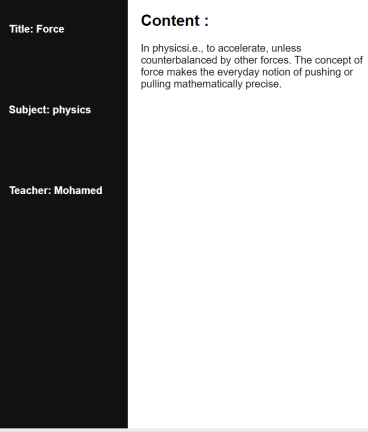 Title: Force
Subject: physics
Teacher: Mohamed
Content :
In physicsi.e., to accelerate, unless
counterbalanced by other forces. The concept of
force makes the everyday notion of pushing or
pulling mathematically precise.